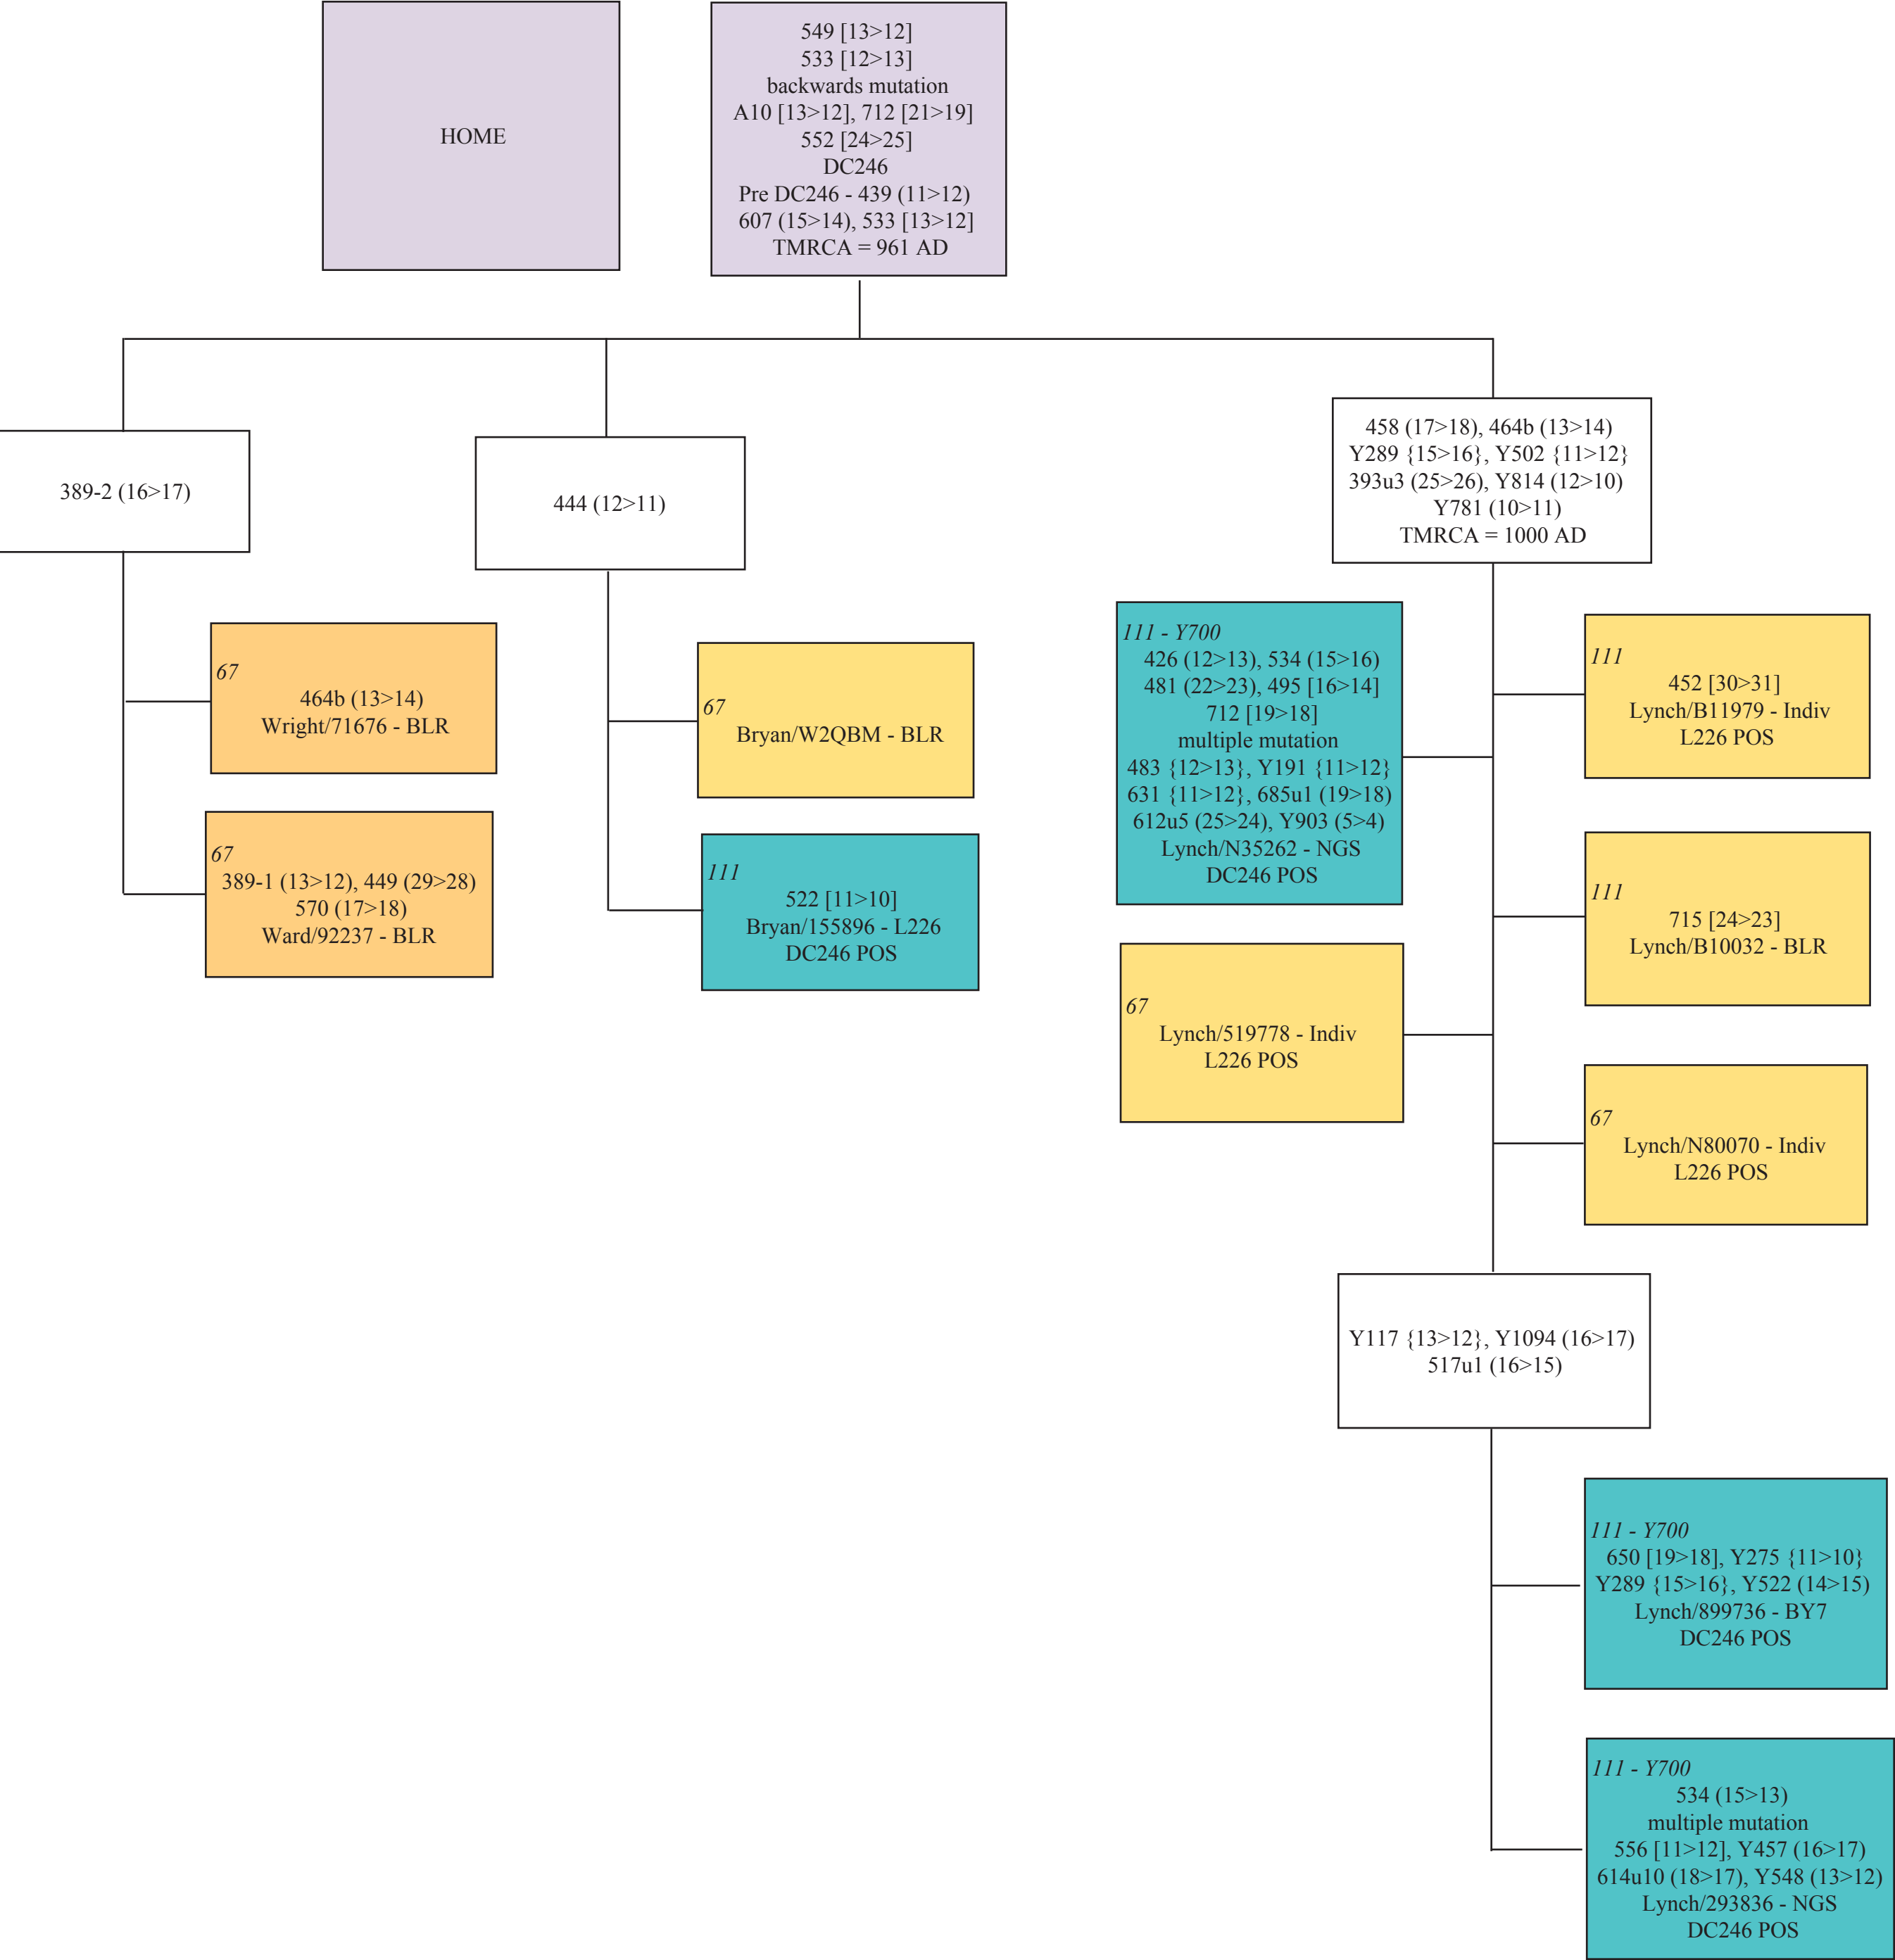 HOME
549 [13>12]
533 [12>13]
backwards mutation
A10 [13>12], 712 [21>19]
552 [24>25]
DC246
Pre DC246 - 439 (11>12)
607 (15>14), 533 [13>12]
TMRCA = 961 AD
389-2 (16>17)
444 (12>11)
458 (17>18), 464b (13>14)
Y289 {15>16}, Y502 {11>12}
393u3 (25>26), Y814 (12>10)
Y781 (10>11)
TMRCA = 1000 AD
67
464b (13>14)
Wright/71676 - BLR
67
389-1 (13>12), 449 (29>28)
570 (17>18)
Ward/92237 - BLR
67
Bryan/W2QBM - BLR
111
522 [11>10]
Bryan/155896 - L226
DC246 POS
111 - Y700
426 (12>13), 534 (15>16)
481 (22>23), 495 [16>14]
712 [19>18]
multiple mutation
483 {12>13}, Y191 {11>12}
631 {11>12}, 685u1 (19>18)
612u5 (25>24), Y903 (5>4)
Lynch/N35262 - NGS
DC246 POS
111
452 [30>31]
Lynch/B11979 - Indiv
L226 POS
111
715 [24>23]
Lynch/B10032 - BLR
67
Lynch/519778 - Indiv
L226 POS
67
Lynch/N80070 - Indiv
L226 POS
Y117 {13>12}, Y1094 (16>17)
517u1 (16>15)
111 - Y700
650 [19>18], Y275 {11>10}
Y289 {15>16}, Y522 (14>15)
Lynch/899736 - BY7
DC246 POS
111 - Y700
534 (15>13)
multiple mutation
556 [11>12], Y457 (16>17)
614u10 (18>17), Y548 (13>12)
Lynch/293836 - NGS
DC246 POS